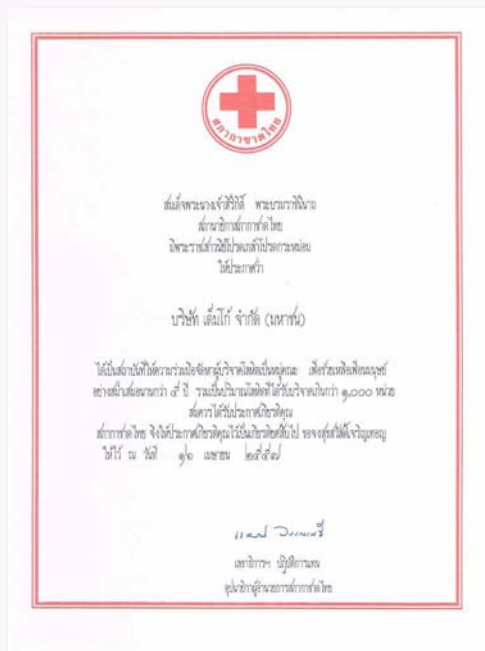 สภากาชาดไทย
สมเด็จพระนางเจ้าสิริกิติ์ พระบรมราชินีนาถ
สภานายิกาสภากาชาดไทย
มีพระราชเสาวนีย์โปรดเกล้าโปรดกระหม่อม
ให้ประกาศว่า
บริษัท เด็มโก้ จำกัด (มหาชน)
ได้เป็นสถาบันที่ให้ความร่วมมือจัดหาผู้บริจาคโลหิตเป็นหมู่คณะ เพื่อช่วยเหลือเพื่อนมนุษย์
อย่างสม่ำเสมอนานกว่า ๕ ปี รวมเป็นปริมาณโลหิตที่ได้รับบริจาคเกินกว่า ๑,๐๐๐ หน่วย
สมควรได้รับประกาศเกียรติคุณ
สภากาชาดไทย จึงให้ประกาศเกียรติคุณไว้เป็นเกียรติยศสืบไป ขอจงสุขสวัสดิ์เจริญเทอญ
ให้ไว้ ณ วันที่ ๑๖ เมษายน ๒๕๕๗
เลขาธิการฯ ปฏิบัติการแทน
อุปนายิกาผู้อำนวยการสภากาชาดไทย